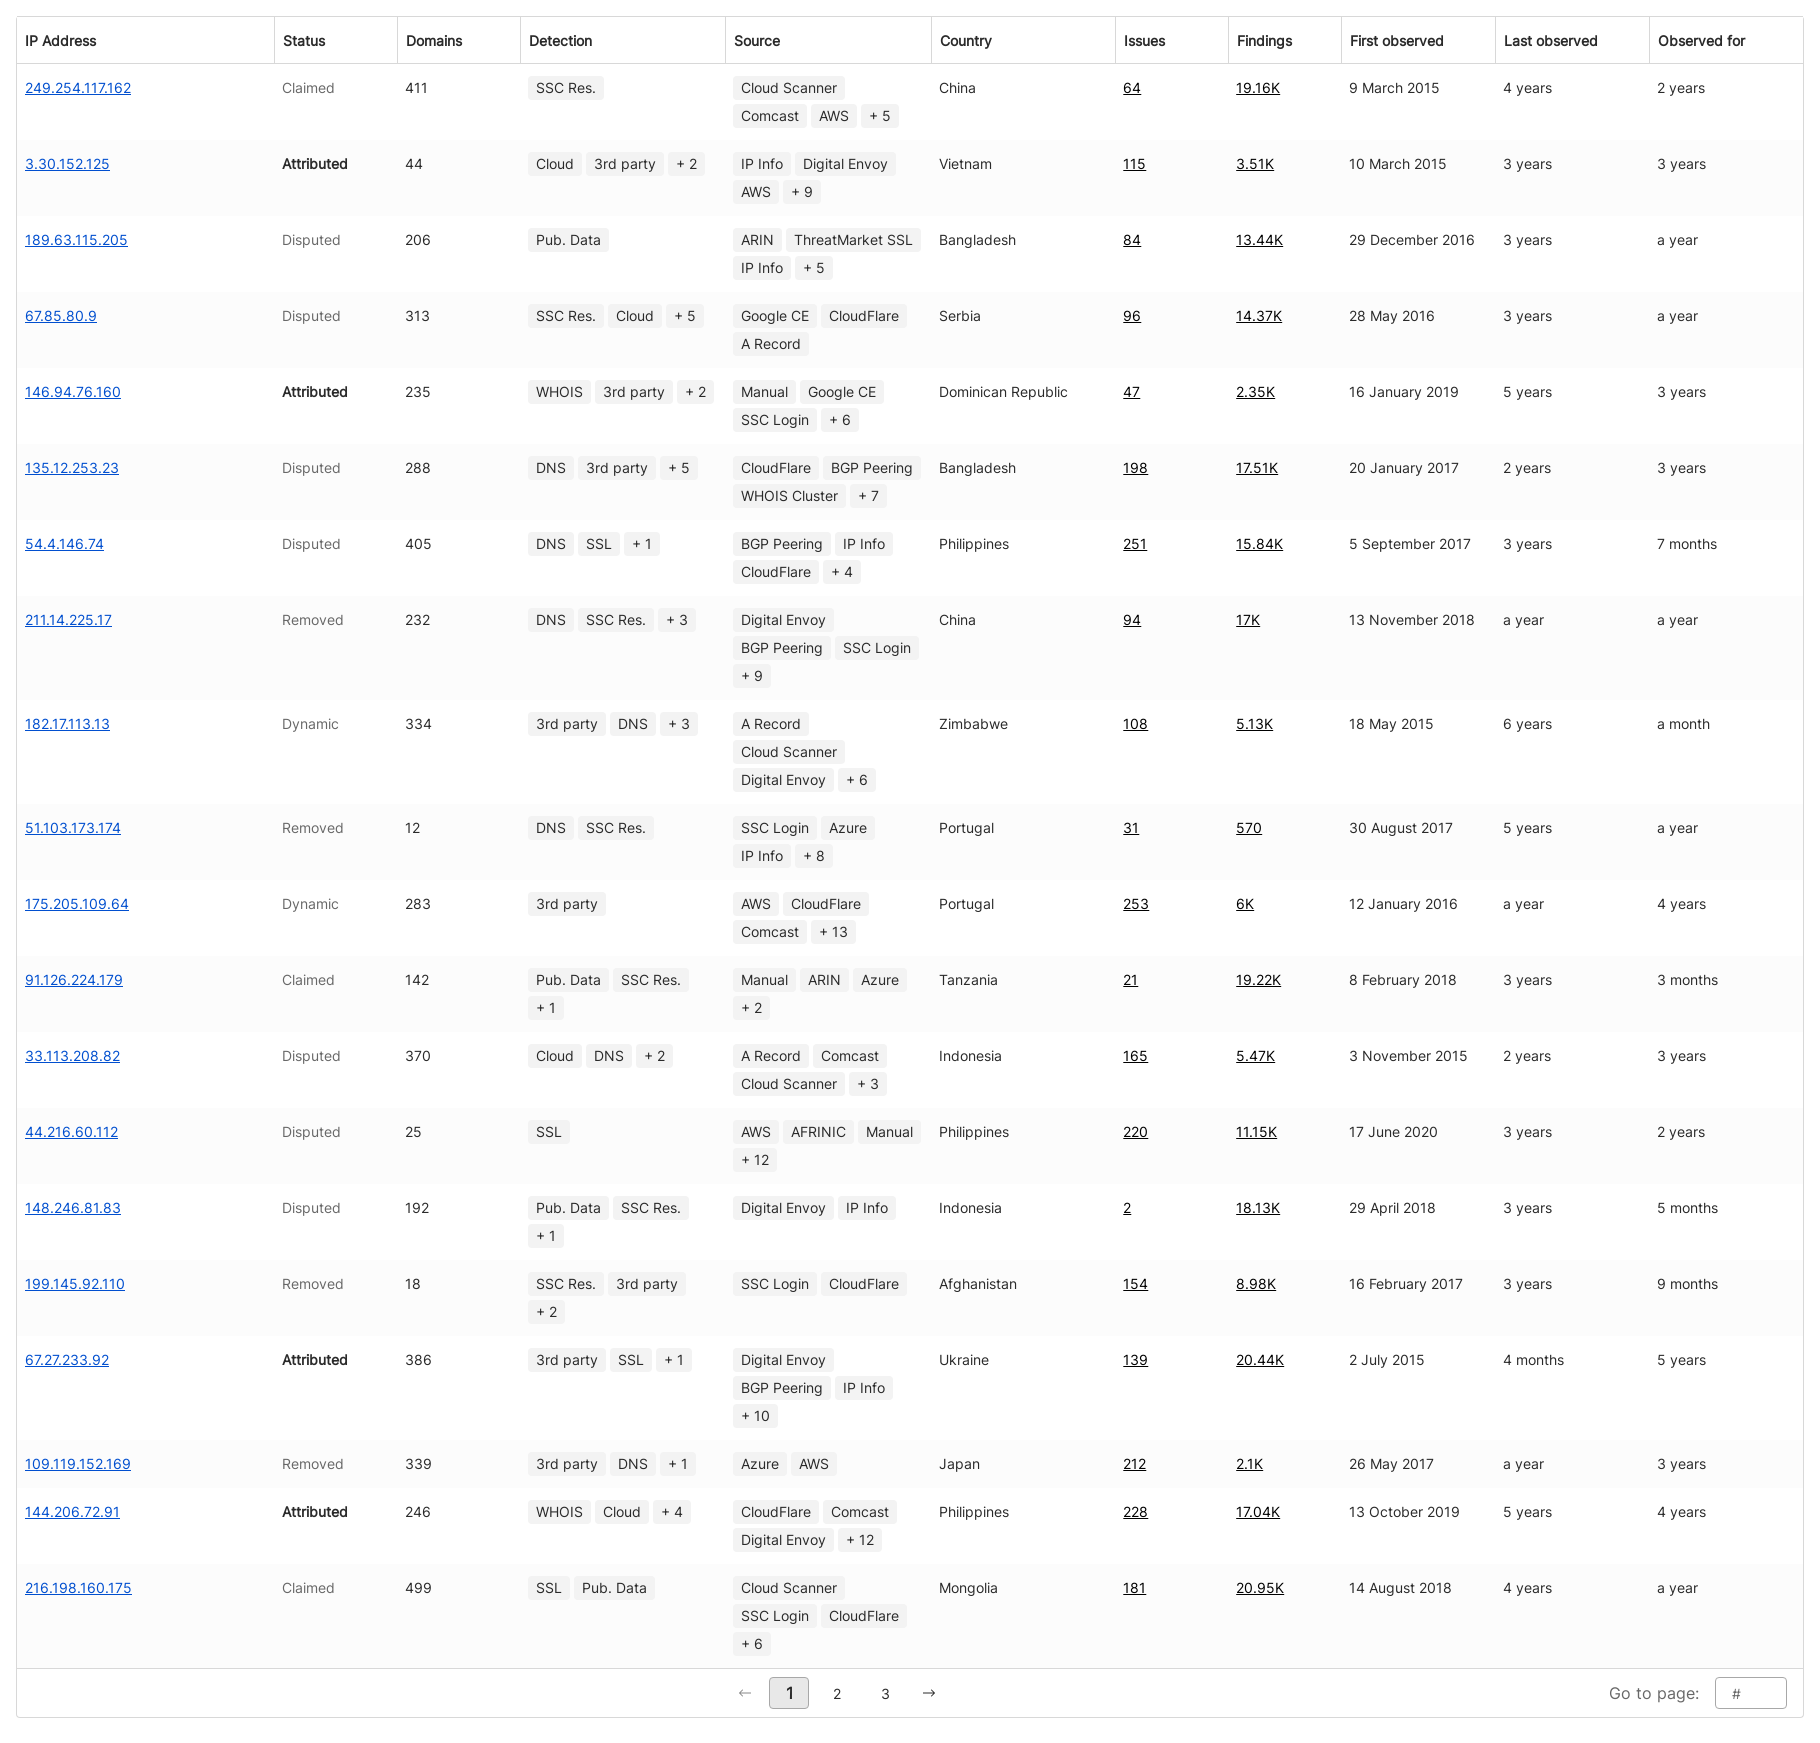 IP Address Status Domains Detection Source Country Issues Findings First observed Last observed Observed for
249.254.117.162 Claimed 411 SSC Res. Cloud Scanner China 64 19.16K 9 March 2015 4 years 2 years
Comcast AWS + 5
3.30.152.125 Attributed 44 Cloud 3rd party + 2 IP Info Digital Envoy Vietnam 115 3.51K 10 March 2015 3 years 3 years
AWS + 9
189.63.115.205 Disputed 206 Pub. Data ARIN ThreatMarket SSL Bangladesh 84 13.44K 29 December 2016 3 years a year
IP Info + 5
67.85.80.9 Disputed 313 SSC Res. Cloud + 5 Google CE CloudFlare Serbia 96 14.37K 28 May 2016 3 years a year
A Record
146.94.76.160 Attributed 235 WHOIS 3rd party + 2 Manual Google CE Dominican Republic 47 2.35K 16 January 2019 5 years 3 years
SSC Login + 6
135.12.253.23 Disputed 288 DNS 3rd party + 5 CloudFlare BGP Peering Bangladesh 198 17.51K 20 January 2017 2 years 3 years
WHOIS Cluster + 7
54.4.146.74 Disputed 405 DNS SSL + 1 BGP Peering IP Info Philippines 251 15.84K 5 September 2017 3 years 7 months
CloudFlare + 4
211.14.225.17 Removed 232 DNS SSC Res. + 3 Digital Envoy China 94 17K 13 November 2018 a year a year
BGP Peering SSC Login
+ 9
182.17.113.13 Dynamic 334 3rd party DNS + 3 A Record Zimbabwe 108 5.13K 18 May 2015 6 years a month
Cloud Scanner
Digital Envoy + 6
51.103.173.174 Removed 12 DNS SSC Res. SSC Login Azure Portugal 31 570 30 August 2017 5 years a year
IP Info + 8
175.205.109.64 Dynamic 283 3rd party AWS CloudFlare Portugal 253 6K 12 January 2016 a year 4 years
Comcast + 13
91.126.224.179 Claimed 142 Pub. Data SSC Res. Manual ARIN Azure Tanzania 21 19.22K 8 February 2018 3 years 3 months
+ 1 + 2
33.113.208.82 Disputed 370 Cloud DNS + 2 A Record Comcast Indonesia 165 5.47K 3 November 2015 2 years 3 years
Cloud Scanner + 3
44.216.60.112 Disputed 25 SSL AWS AFRINIC Manual Philippines 220 11.15K 17 June 2020 3 years 2 years
+ 12
148.246.81.83 Disputed 192 Pub. Data SSC Res. Digital Envoy IP Info Indonesia 2 18.13K 29 April 2018 3 years 5 months
+ 1
199.145.92.110 Removed 18 SSC Res. 3rd party SSC Login CloudFlare Afghanistan 154 8.98K 16 February 2017 3 years 9 months
+ 2
67.27.233.92 Attributed 386 3rd party SSL + 1 Digital Envoy Ukraine 139 20.44K 2 July 2015 4 months 5 years
BGP Peering IP Info
+ 10
109.119.152.169 Removed 339 3rd party DNS + 1 Azure AWS Japan 212 2.1K 26 May 2017 a year 3 years
144.206.72.91 Attributed 246 WHOIS Cloud + 4 CloudFlare Comcast Philippines 228 17.04K 13 October 2019 5 years 4 years
Digital Envoy + 12
216.198.160.175 Claimed 499 SSL Pub. Data Cloud Scanner Mongolia 181 20.95K 14 August 2018 4 years a year
SSC Login CloudFlare
+ 6
← 1 2 3 → Go to page: #